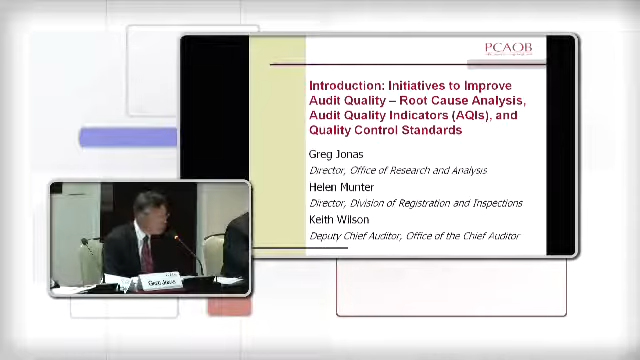 PCAOB
Introduction: Initiatives to Improve
Audit Quality – Root Cause Analysis,
Audit Quality Indicators (AQIs), and
Quality Control Standards
Greg Jonas
Director, Office of Research and Analysis
Helen Munter
Director, Division of Registration and Inspections
Keith Wilson
Deputy Chief Auditor, Office of the Chief Auditor
Greg Jonas